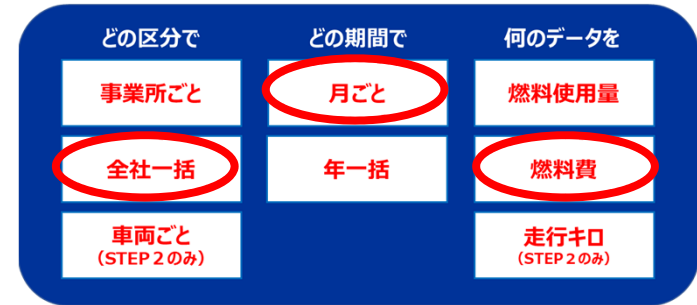 どの区分で
どの期間で
何のデータを
事業所ごと
月ごと
燃料使用量
全社一括
年一括
燃料費
車両ごと
(STEP2のみ)
走行キロ
(STEP2のみ)